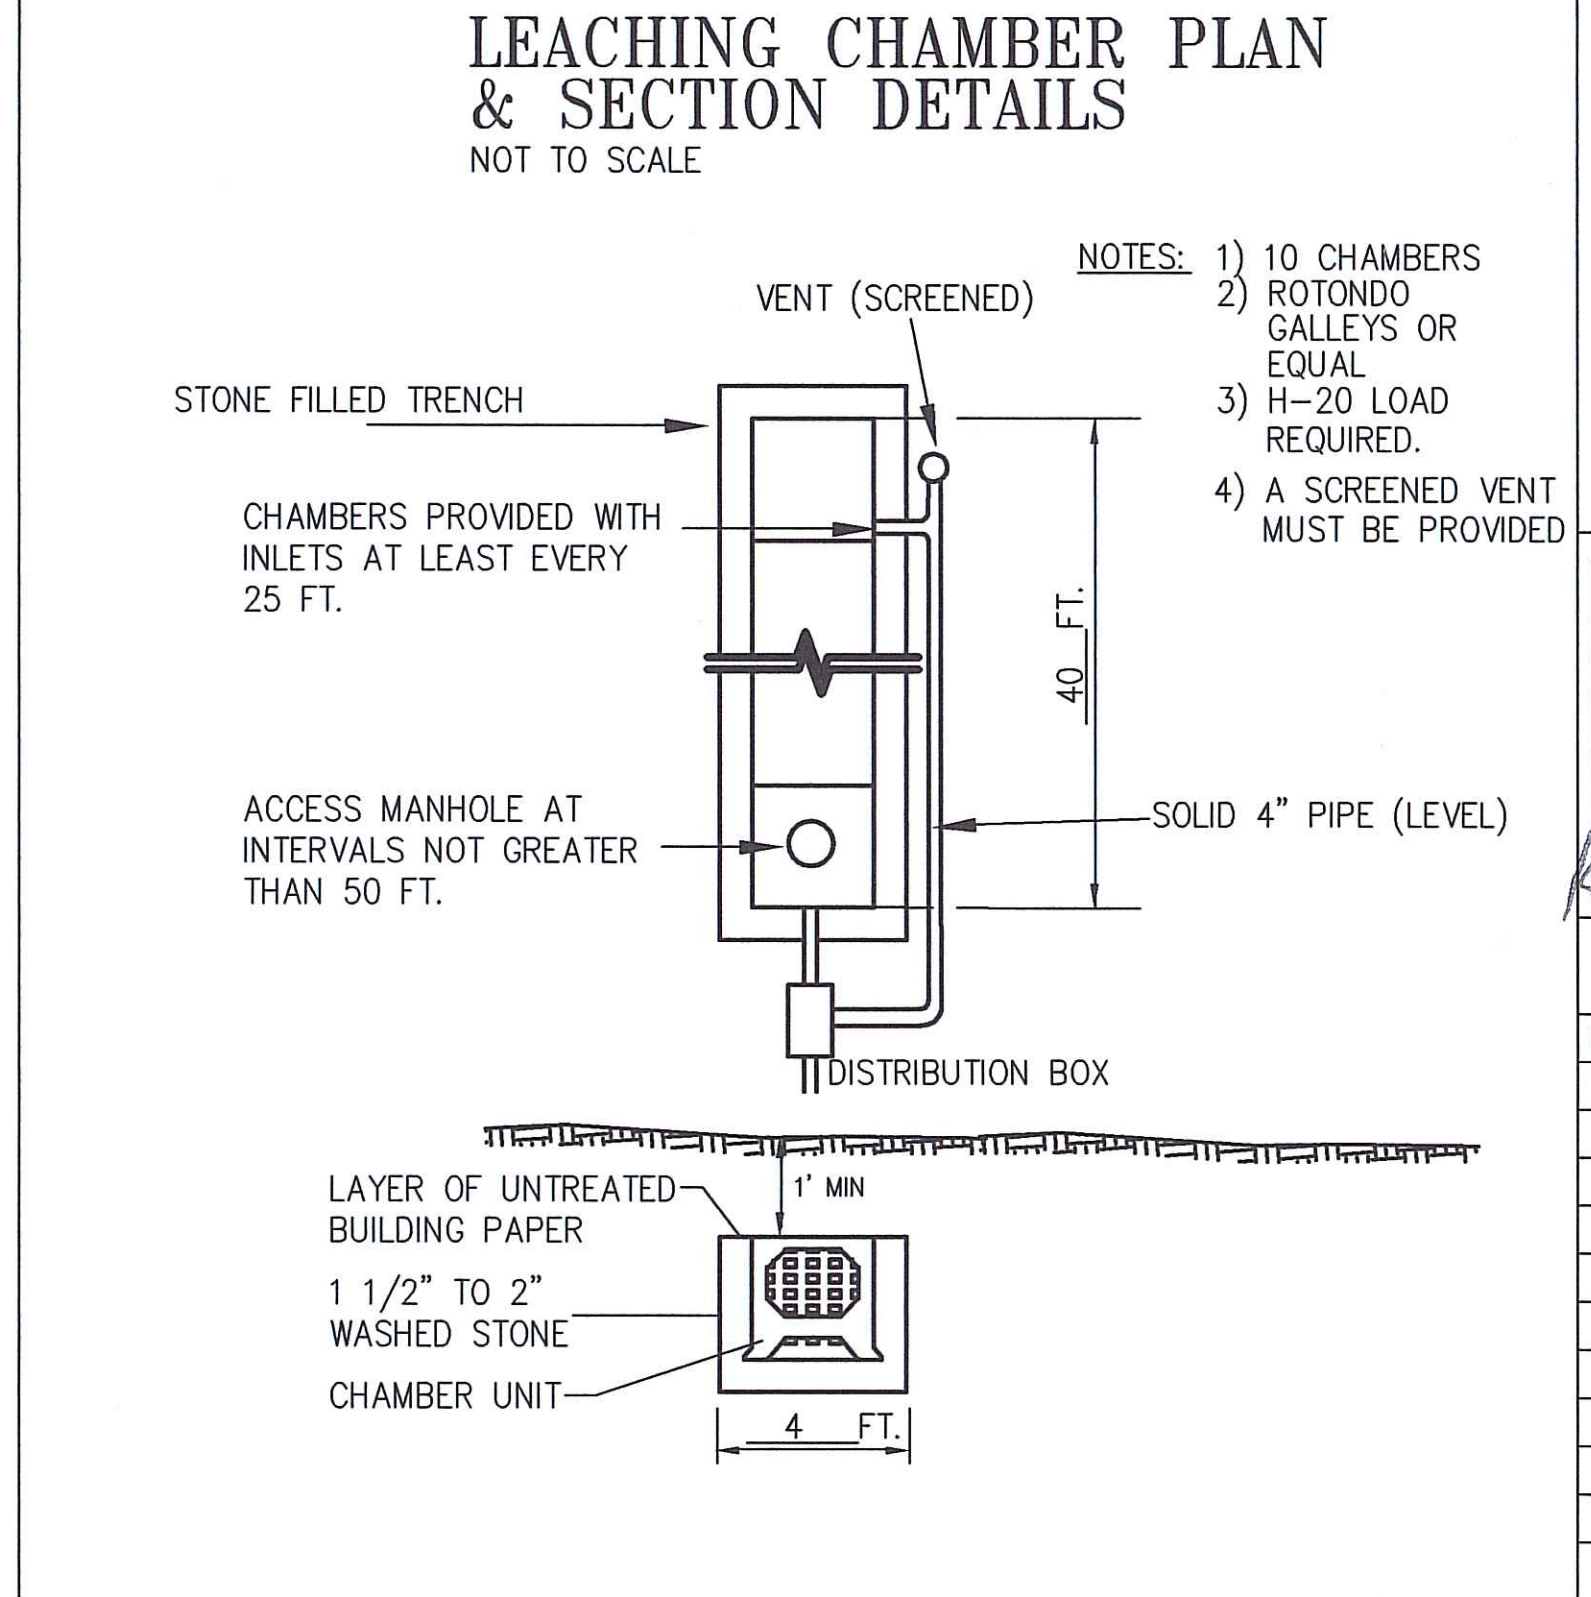 LEACHING CHAMBER PLAN
& SECTION DETAILS
NOT TO SCALE
NOTES: 1) 10 CHAMBERS
2) ROTONDO
GALLEYS OR
EQUAL
3) H-20 LOAD
REQUIRED.
4) A SCREENED VENT
MUST BE PROVIDED
VENT (SCREENED)
STONE FILLED TRENCH
CHAMBERS PROVIDED WITH
INLETS AT LEAST EVERY
25 FT.
40 FT.
ACCESS MANHOLE AT
INTERVALS NOT GREATER
THAN 50 FT.
SOLID 4" PIPE (LEVEL)
DISTRIBUTION BOX
1' MIN
LAYER OF UNTREATED
BUILDING PAPER
1 1/2" TO 2"
WASHED STONE
CHAMBER UNIT
4 FT.